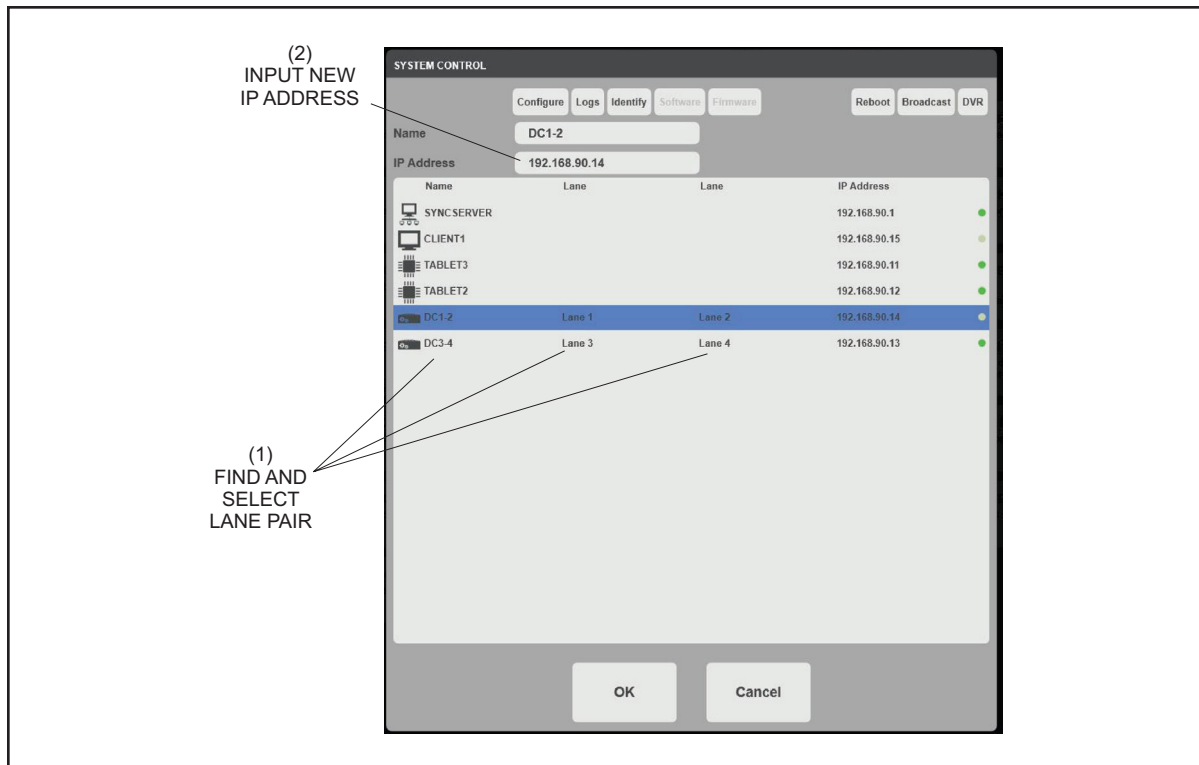 (2)
INPUT NEW
IP ADDRESS
SYSTEM CONTROL
Configure Logs Identify Software Firmware Reboot Broadcast DVR
Name DC1-2
IP Address 192.168.90.14
Name Lane Lane IP Address
SYNCSERVER 192.168.90.1
CLIENT1 192.168.90.15
TABLET3 192.168.90.11
TABLET2 192.168.90.12
DC1-2 Lane 1 Lane 2 192.168.90.14
DC3-4 Lane 3 Lane 4 192.168.90.13
(1)
FIND AND
SELECT
LANE PAIR
OK Cancel